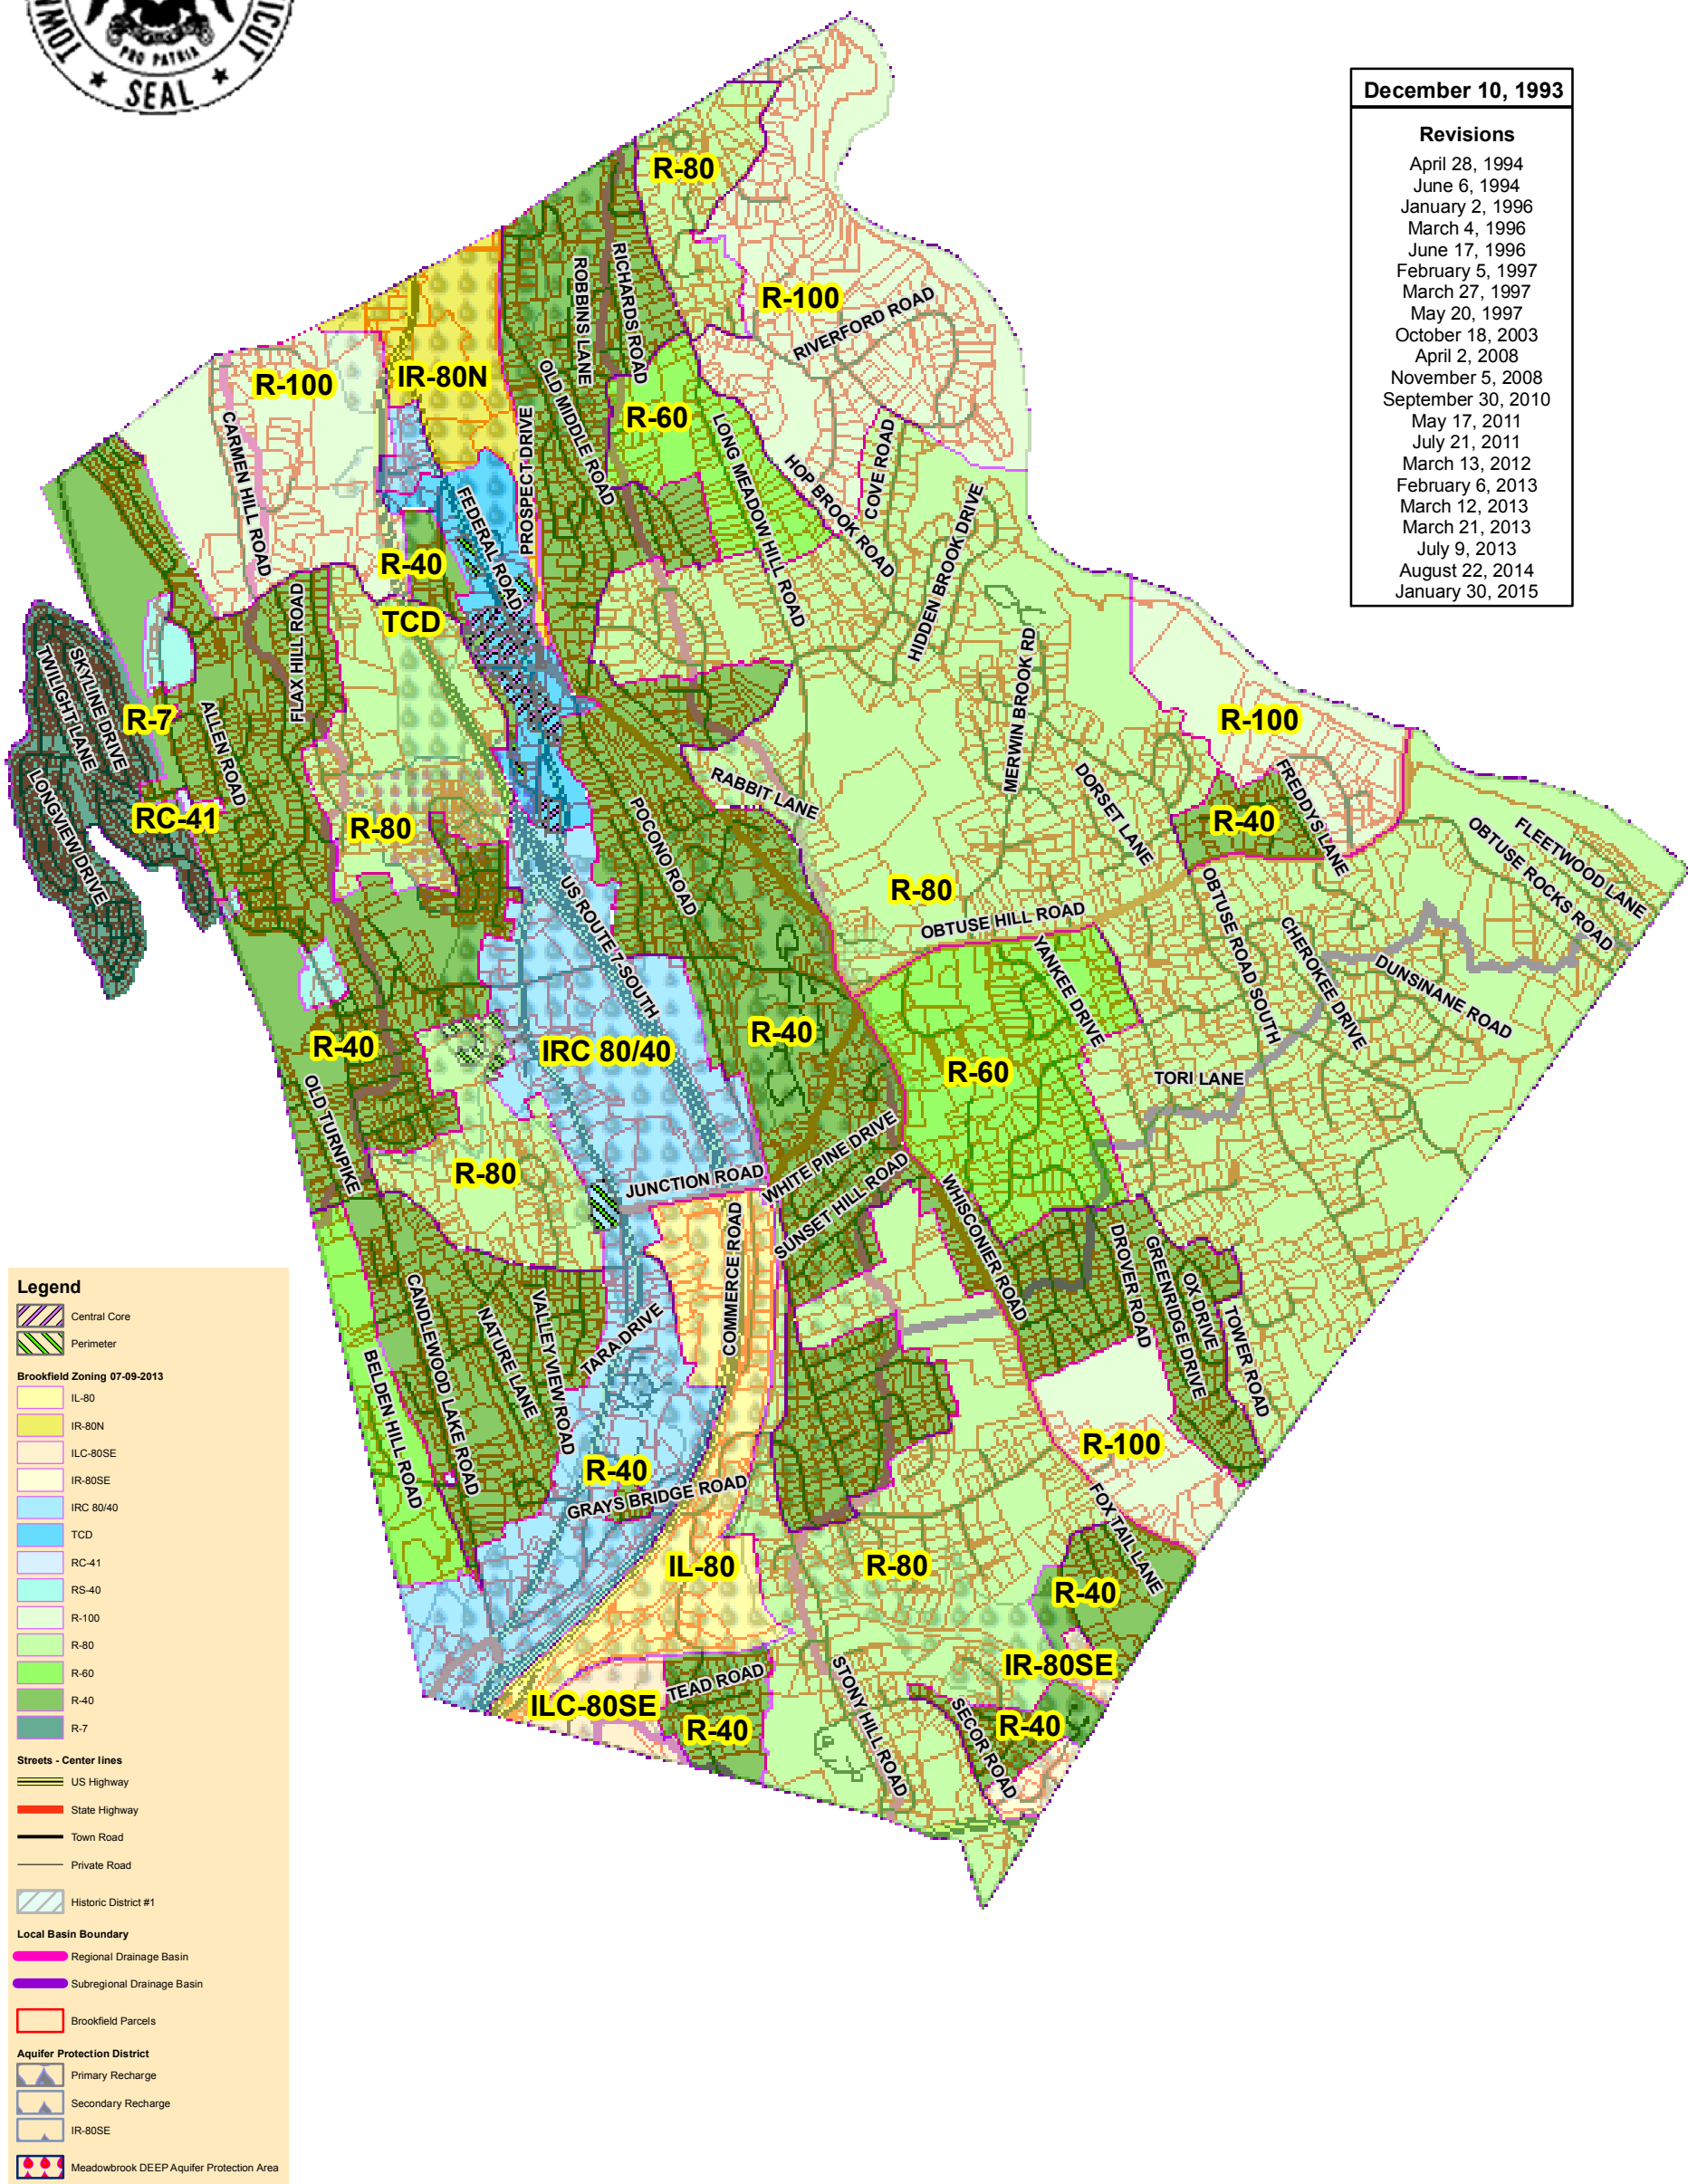 TOWN
ICUT
PRO PATRIA
★ SEAL ★
December 10, 1993
Revisions
April 28, 1994
June 6, 1994
January 2, 1996
March 4, 1996
June 17, 1996
February 5, 1997
March 27, 1997
May 20, 1997
October 18, 2003
April 2, 2008
November 5, 2008
September 30, 2010
May 17, 2011
July 21, 2011
March 13, 2012
February 6, 2013
March 12, 2013
March 21, 2013
July 9, 2013
August 22, 2014
January 30, 2015
R-80
R-100
RIVERFORD ROAD
RICHARDS ROAD
ROBBINS LANE
R-100
IR-80N
OLD MIDDLE ROAD
R-60
PROSPECT DRIVE
LONG MEADOW HILL ROAD
COVE ROAD
HOP BROOK ROAD
CARMEN HILL ROAD
FEDERAL ROAD
HIDDEN BROOK DRIVE
R-40
TCD
FLAX HILL ROAD
MERWIN BROOK RD
SKYLINE DRIVE
TWILIGHT LANE
R-7
ALLEN ROAD
LONGVIEW DRIVE
RC-41
R-80
RABBIT LANE
POCONO ROAD
R-100
DORSET LANE
FREDDYS LANE
R-40
FLEETWOOD LANE
OBTUSE ROCKS ROAD
US ROUTE 7-SOUTH
R-80
OBTUSE HILL ROAD
OBTUSE ROAD SOUTH
CHEROKEE DRIVE
DUNSINANE ROAD
YANKEE DRIVE
R-40
IRC 80/40
R-40
R-60
TORI LANE
OLD TURNPIKE
R-80
JUNCTION ROAD
WHITE PINE DRIVE
SUNSET HILL ROAD
WHISCONIER ROAD
COMMERCE ROAD
DROVER ROAD
GREENRIDGE DRIVE
OX DRIVE
TOWER ROAD
CANDLEWOOD LAKE ROAD
NATURE LANE
VALLEY VIEW ROAD
TARA DRIVE
BELDEN HILL ROAD
R-40
GRAYS BRIDGE ROAD
R-100
FOX TAIL LANE
IL-80
R-80
R-40
IR-80SE
TEAD ROAD
ILC-80SE
R-40
STONY HILL ROAD
SECOR ROAD
R-40
Legend
Central Core
Perimeter
Brookfield Zoning 07-09-2013
IL-80
IR-80N
ILC-80SE
IR-80SE
IRC 80/40
TCD
RC-41
RS-40
R-100
R-80
R-60
R-40
R-7
Streets - Center lines
US Highway
State Highway
Town Road
Private Road
Historic District #1
Local Basin Boundary
Regional Drainage Basin
Subregional Drainage Basin
Brookfield Parcels
Aquifer Protection District
Primary Recharge
Secondary Recharge
IR-80SE
Meadowbrook DEEP Aquifer Protection Area